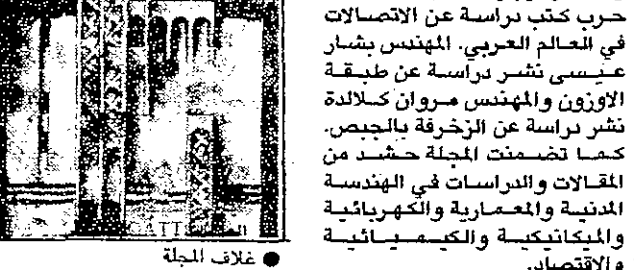 حرب كتب دراسة عن الاتصالات
في العالم العربي. المهندس بشار
عيسى نشر دراسة عن طبقة
الاوزون والمهندس مروان كلالدة
نشر دراسة عن الزخرفة بالجبص.
كما تضمنت المجلة حشد من
المقالات والدراسات في الهندسة
المدنية والمعمارية والكهربائية
والميكانيكية والكيميائية
والاقتصاد.
GATT
● غلاف المجلة